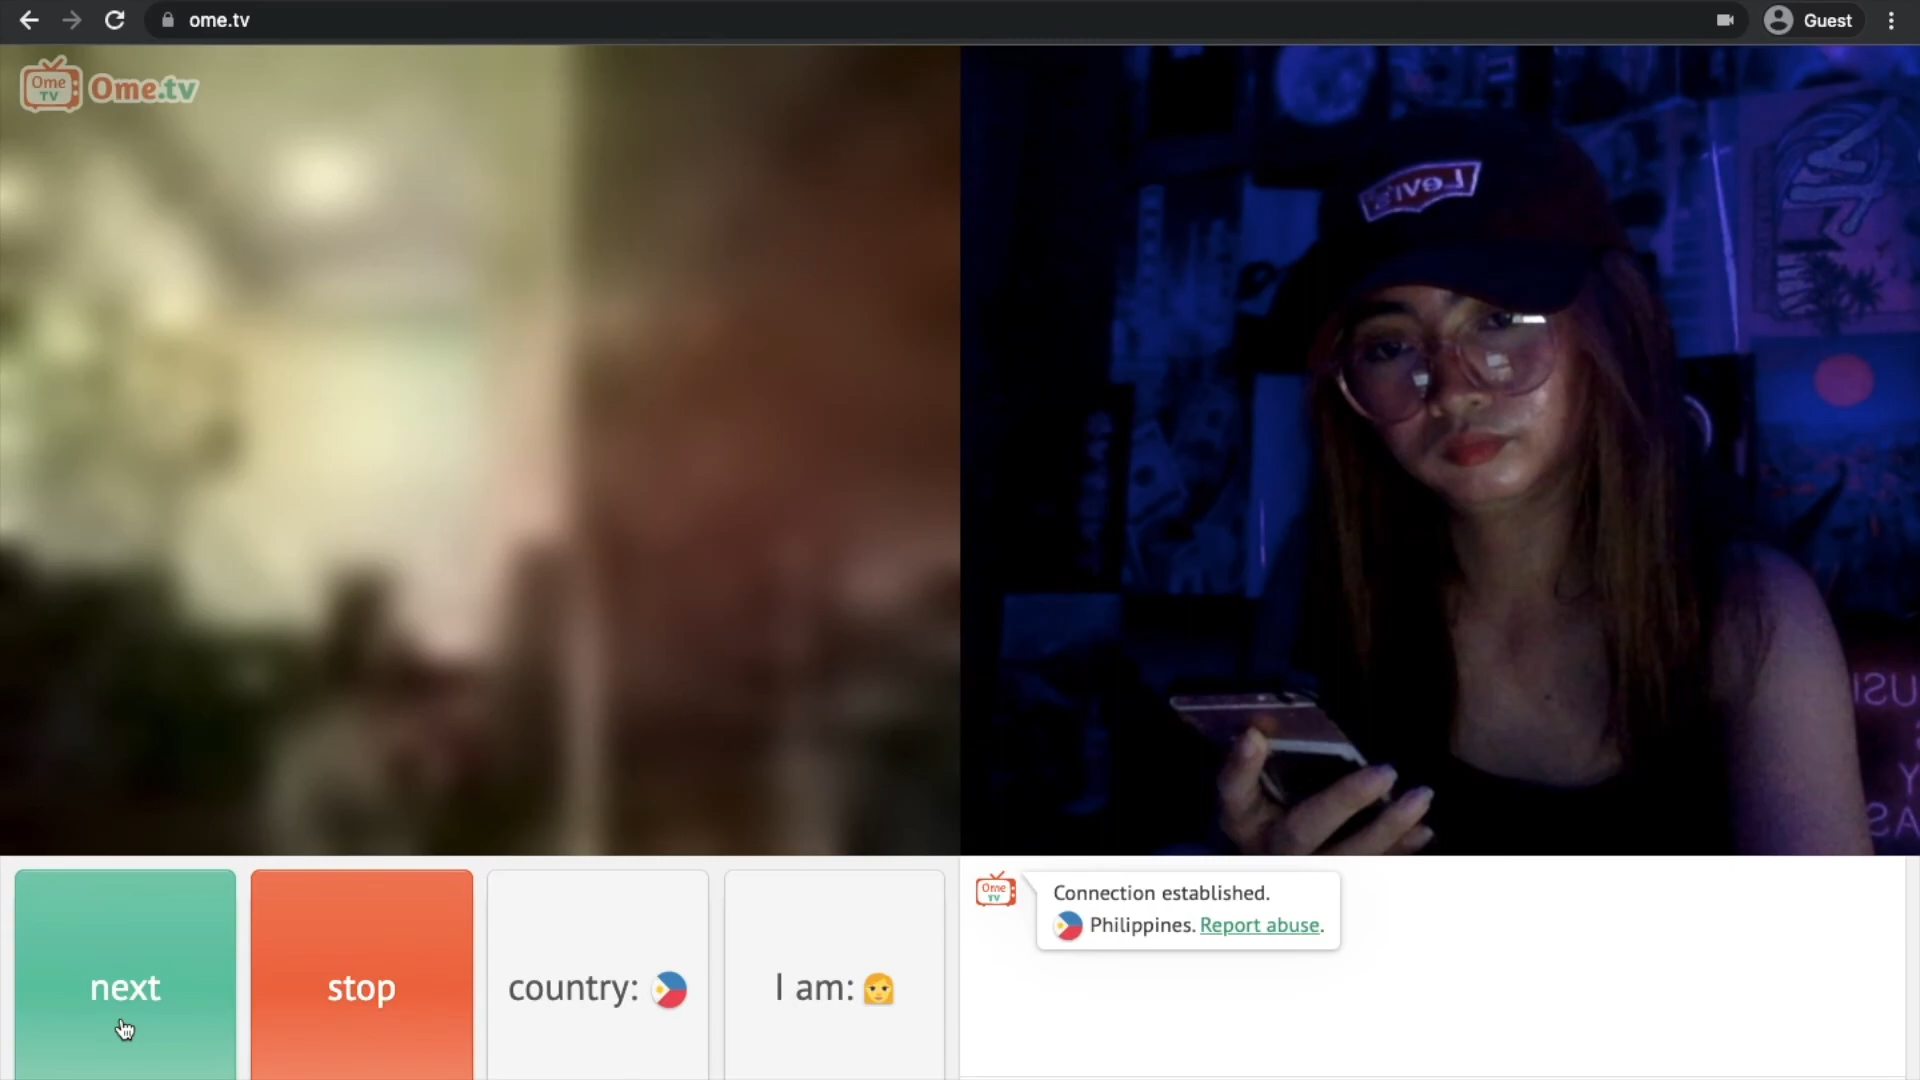 ome.tv
Guest
Ome
TV
Ome.tv
Levi's
next
stop
country:
I am:
Ome
TV
Connection established.
Philippines. Report abuse.